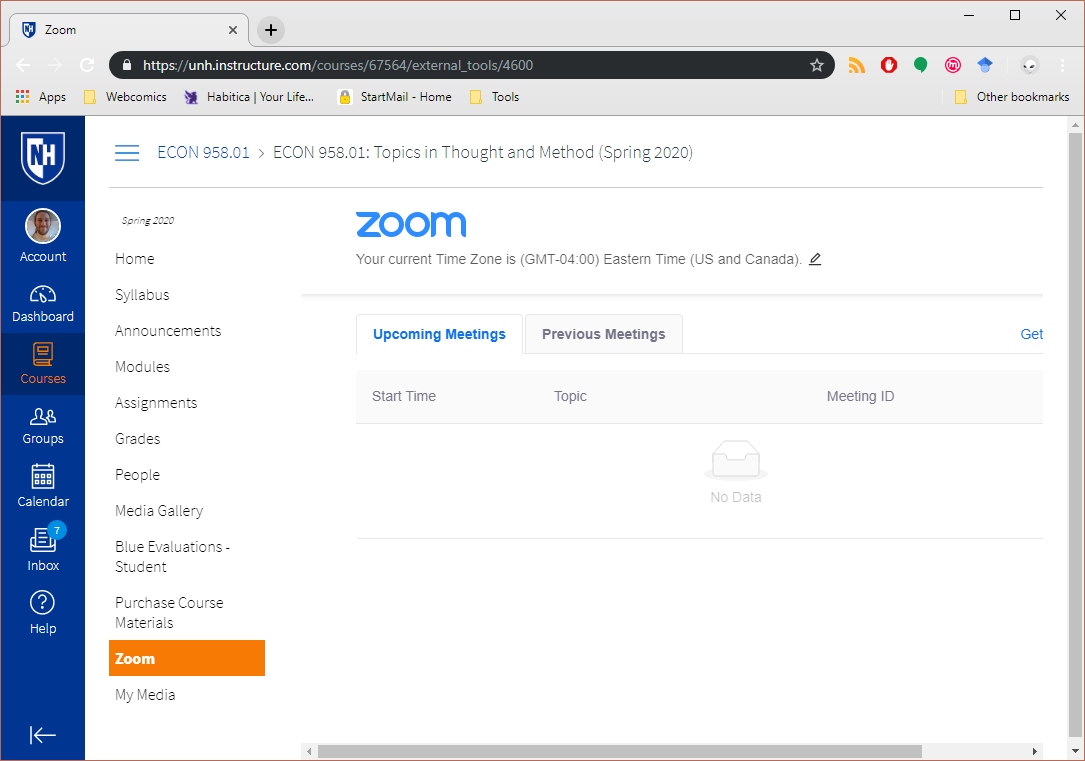 Zoom
https://unh.instructure.com/courses/67564/external_tools/4600
Apps
Webcomics
Habitica | Your Life...
StartMail - Home
Tools
Other bookmarks
NH
ECON 958.01 > ECON 958.01: Topics in Thought and Method (Spring 2020)
Account
Dashboard
Courses
Groups
Calendar
7
Inbox
Help
Spring 2020
Home
Syllabus
Announcements
Modules
Assignments
Grades
People
Media Gallery
Blue Evaluations -
Student
Purchase Course
Materials
Zoom
My Media
zoom
Your current Time Zone is (GMT-04:00) Eastern Time (US and Canada).
Upcoming Meetings
Previous Meetings
Get
Start Time
Topic
Meeting ID
No Data